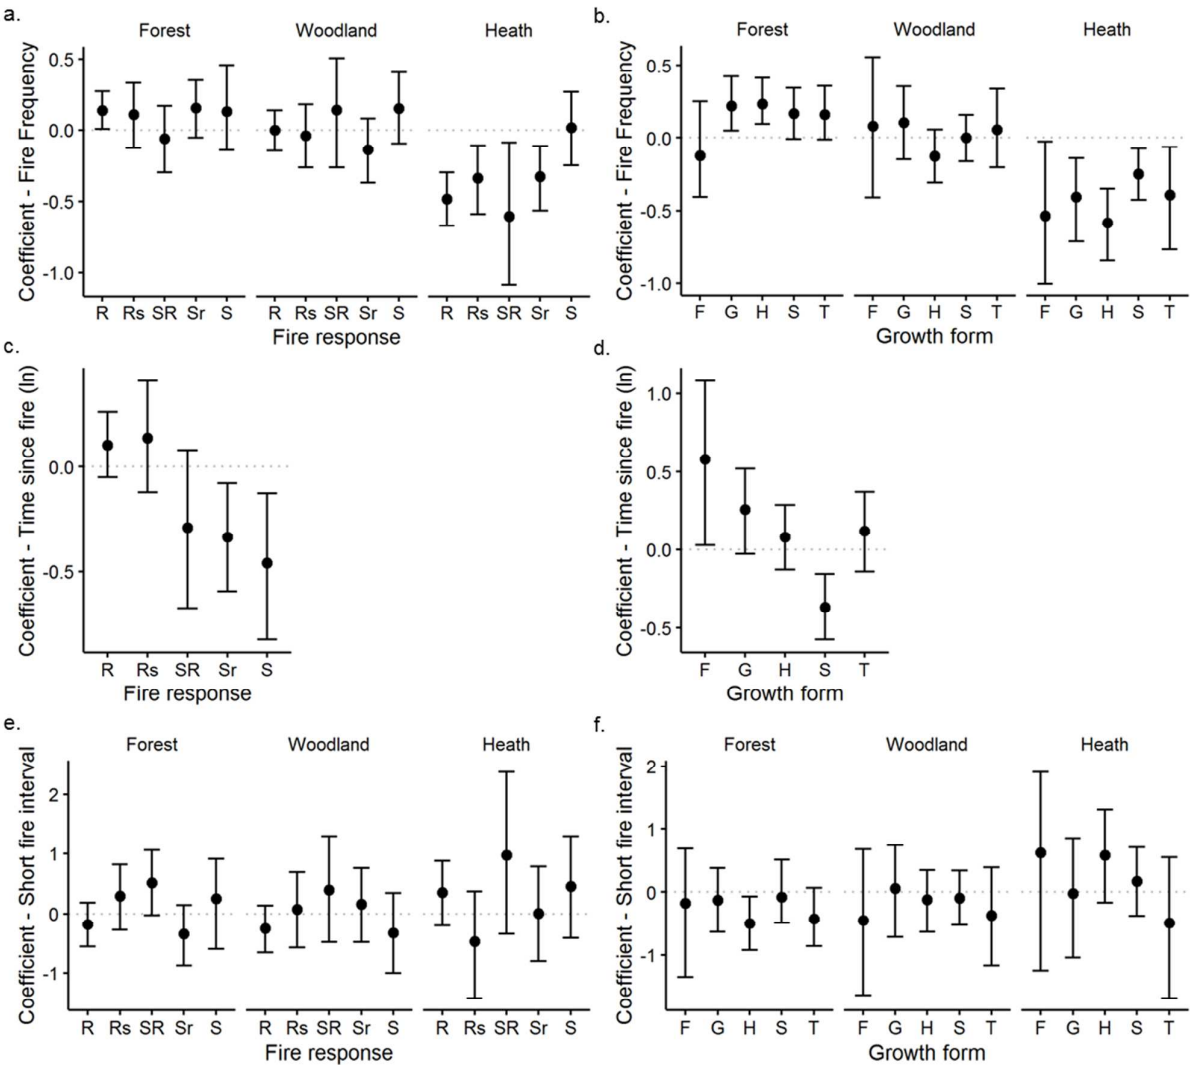 a.
Forest Woodland Heath
Coefficient - Fire Frequency
0.5
0.0
-0.5
-1.0
R Rs SR Sr S R Rs SR Sr S R Rs SR Sr S
Fire response
b.
Forest Woodland Heath
Coefficient - Fire Frequency
0.5
0.0
-0.5
-1.0
F G H S T F G H S T F G H S T
Growth form
c.
Coefficient - Time since fire (ln)
0.0
-0.5
R Rs SR Sr S
Fire response
d.
Coefficient - Time since fire (ln)
1.0
0.5
0.0
-0.5
F G H S T
Growth form
e.
Forest Woodland Heath
Coefficient - Short fire interval
2
1
0
-1
R Rs SR Sr S R Rs SR Sr S R Rs SR Sr S
Fire response
f.
Forest Woodland Heath
Coefficient - Short fire interval
2
1
0
-1
F G H S T F G H S T F G H S T
Growth form